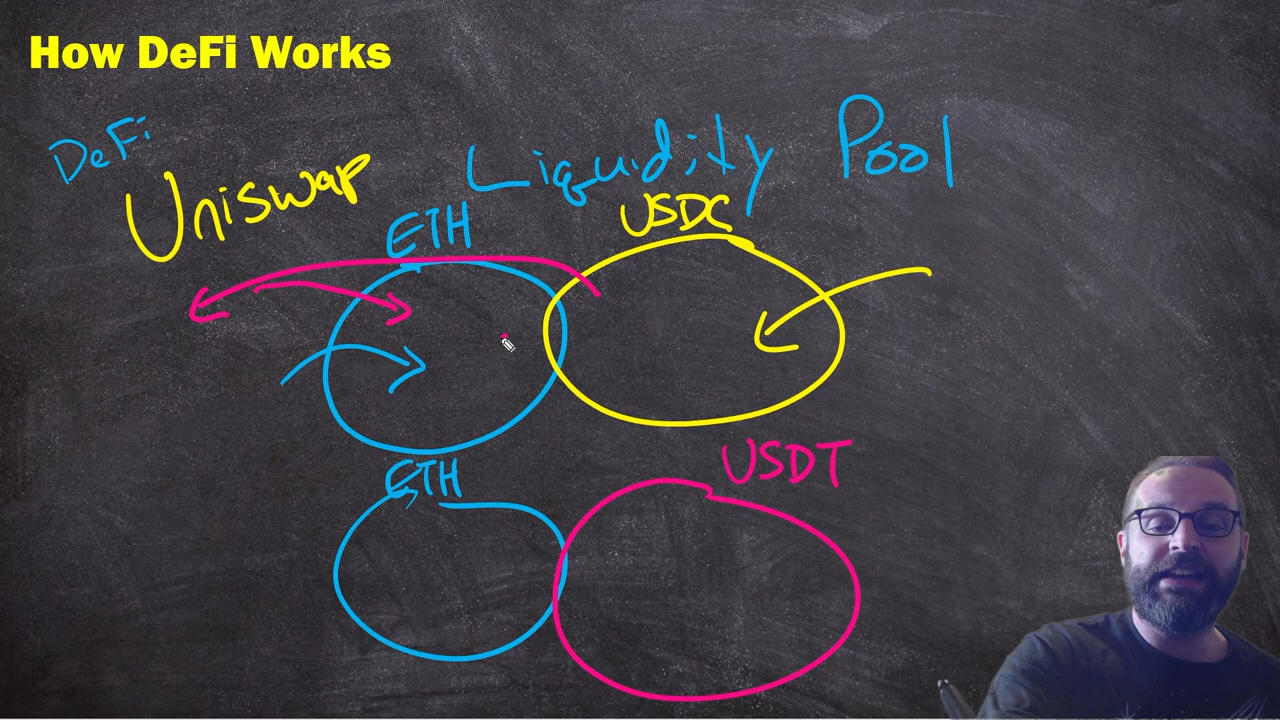 How DeFi Works
DeFi
Uniswap
Liquidity Pool
ETH
USDC
ETH
USDT